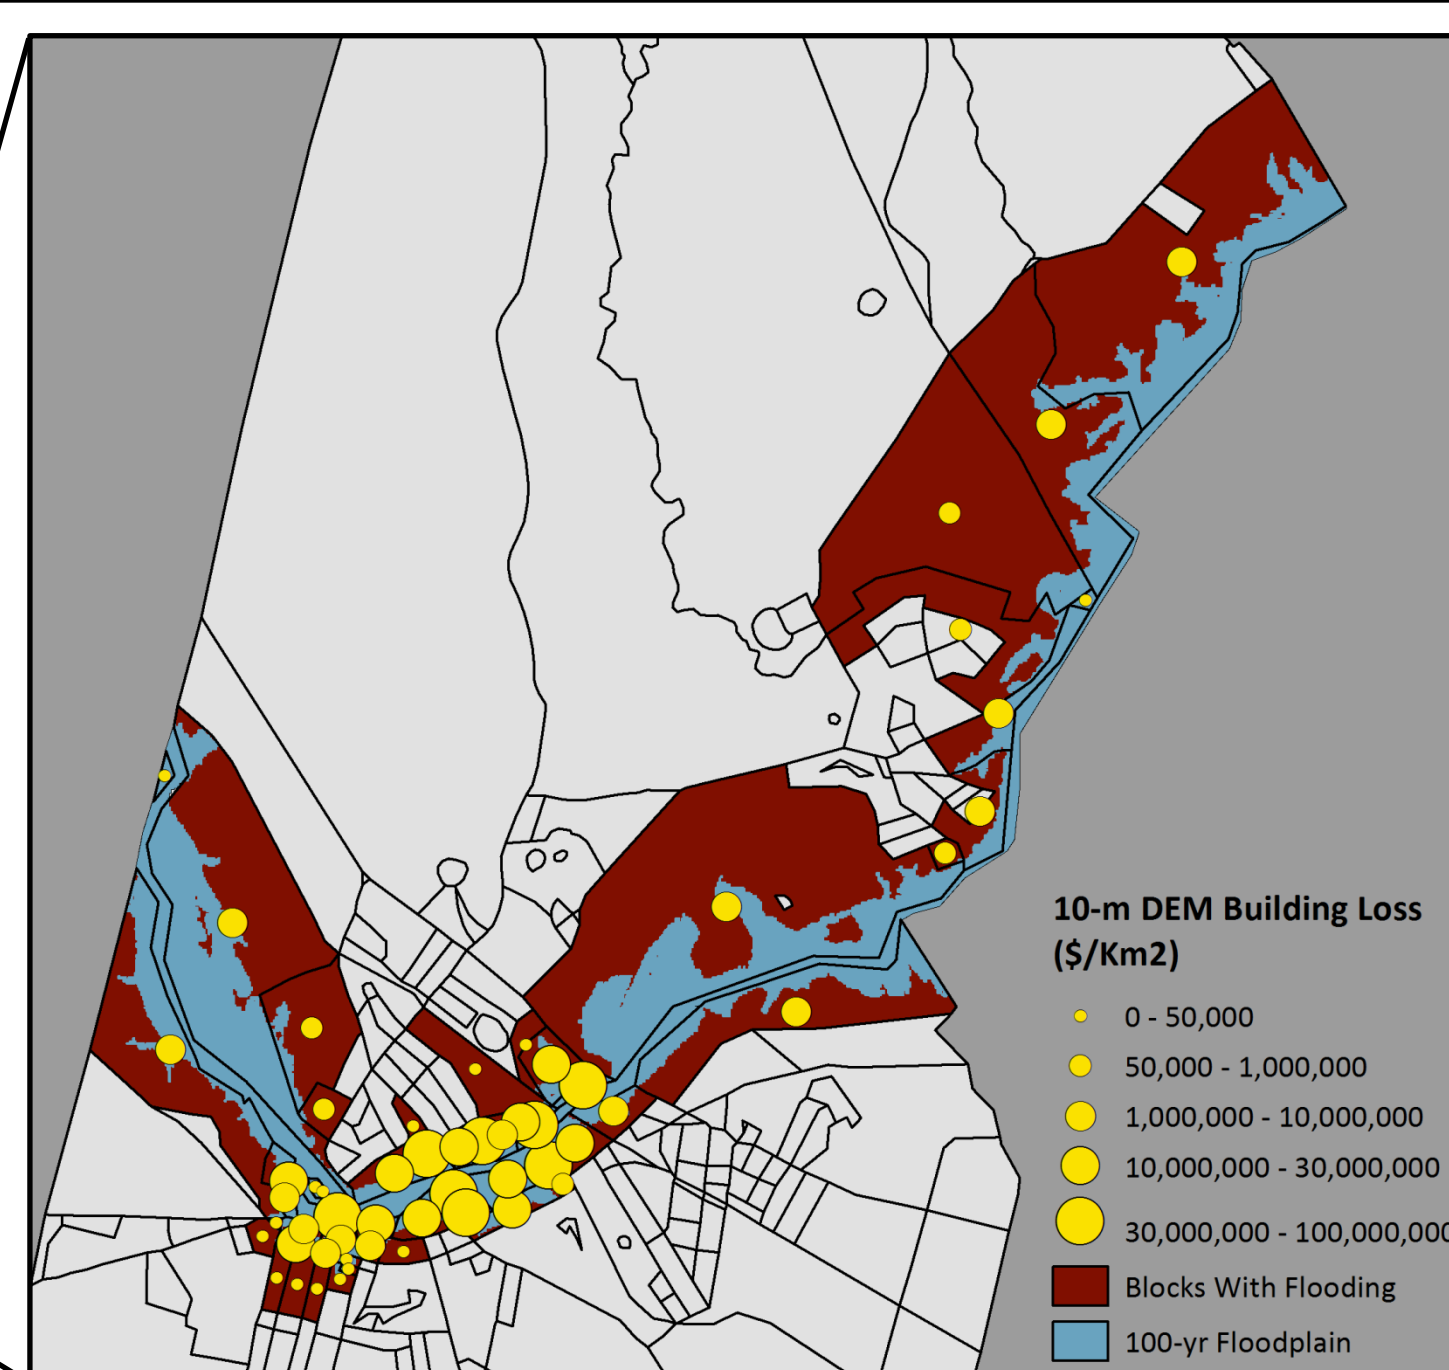 10-m DEM Building Loss
($/Km2)
0 - 50,000
50,000 - 1,000,000
1,000,000 - 10,000,000
10,000,000 - 30,000,000
30,000,000 - 100,000,000
Blocks With Flooding
100-yr Floodplain